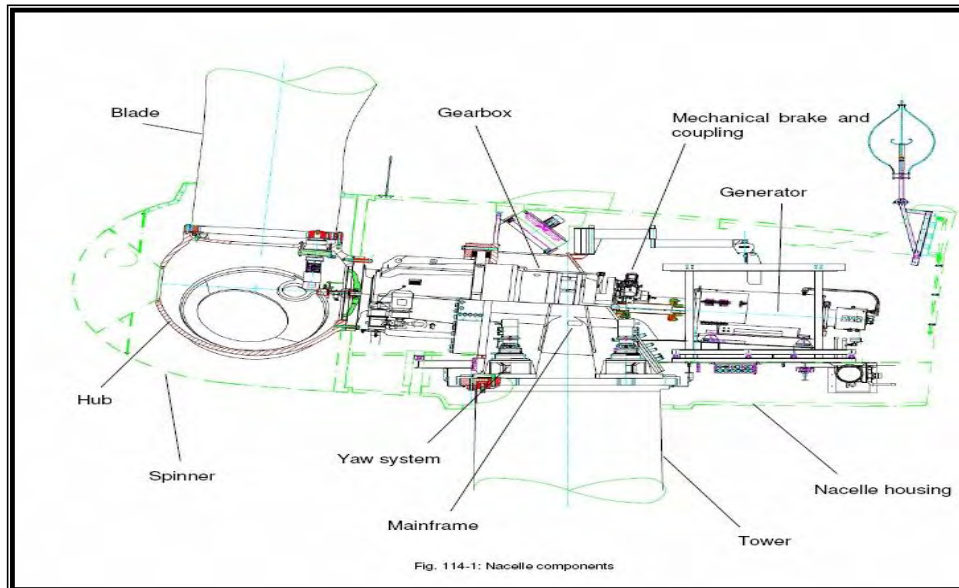 Blade
Gearbox
Mechanical brake and
coupling
Generator
Hub
Spinner
Yaw system
Mainframe
Nacelle housing
Tower
Fig. 114-1: Nacelle components